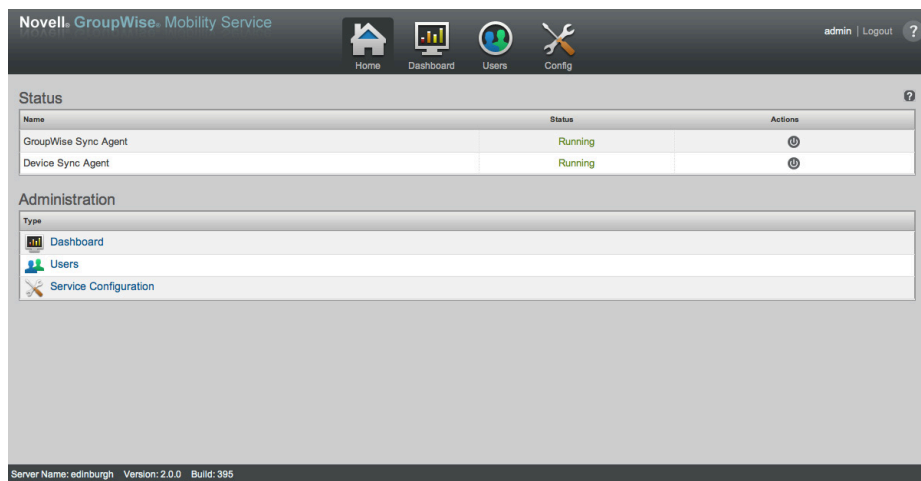 Novell® GroupWise® Mobility Service
Home Dashboard Users Config
admin | Logout ?
Status ?
Name Status Actions
GroupWise Sync Agent Running
Device Sync Agent Running
Administration
Type
Dashboard
Users
Service Configuration
Server Name: edinburgh Version: 2.0.0 Build: 395